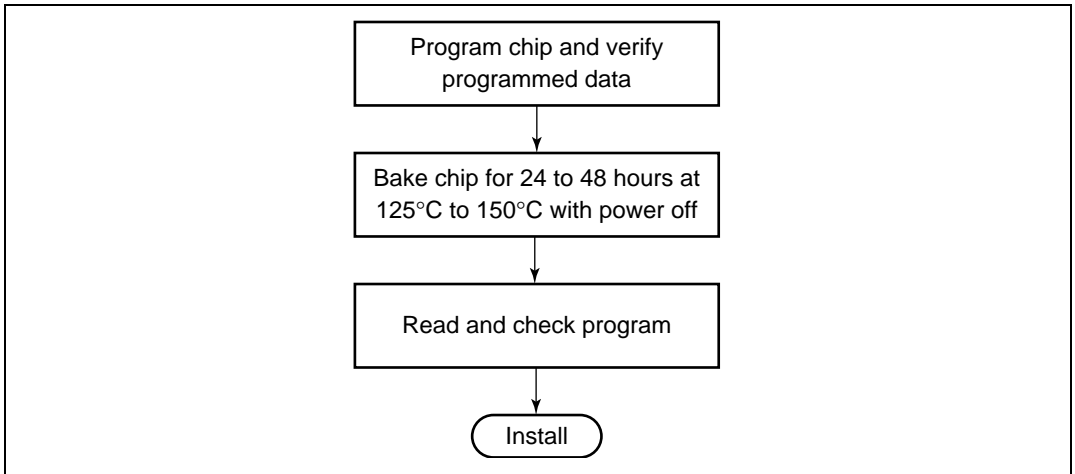 Program chip and verify
programmed data
Bake chip for 24 to 48 hours at
125°C to 150°C with power off
Read and check program
Install